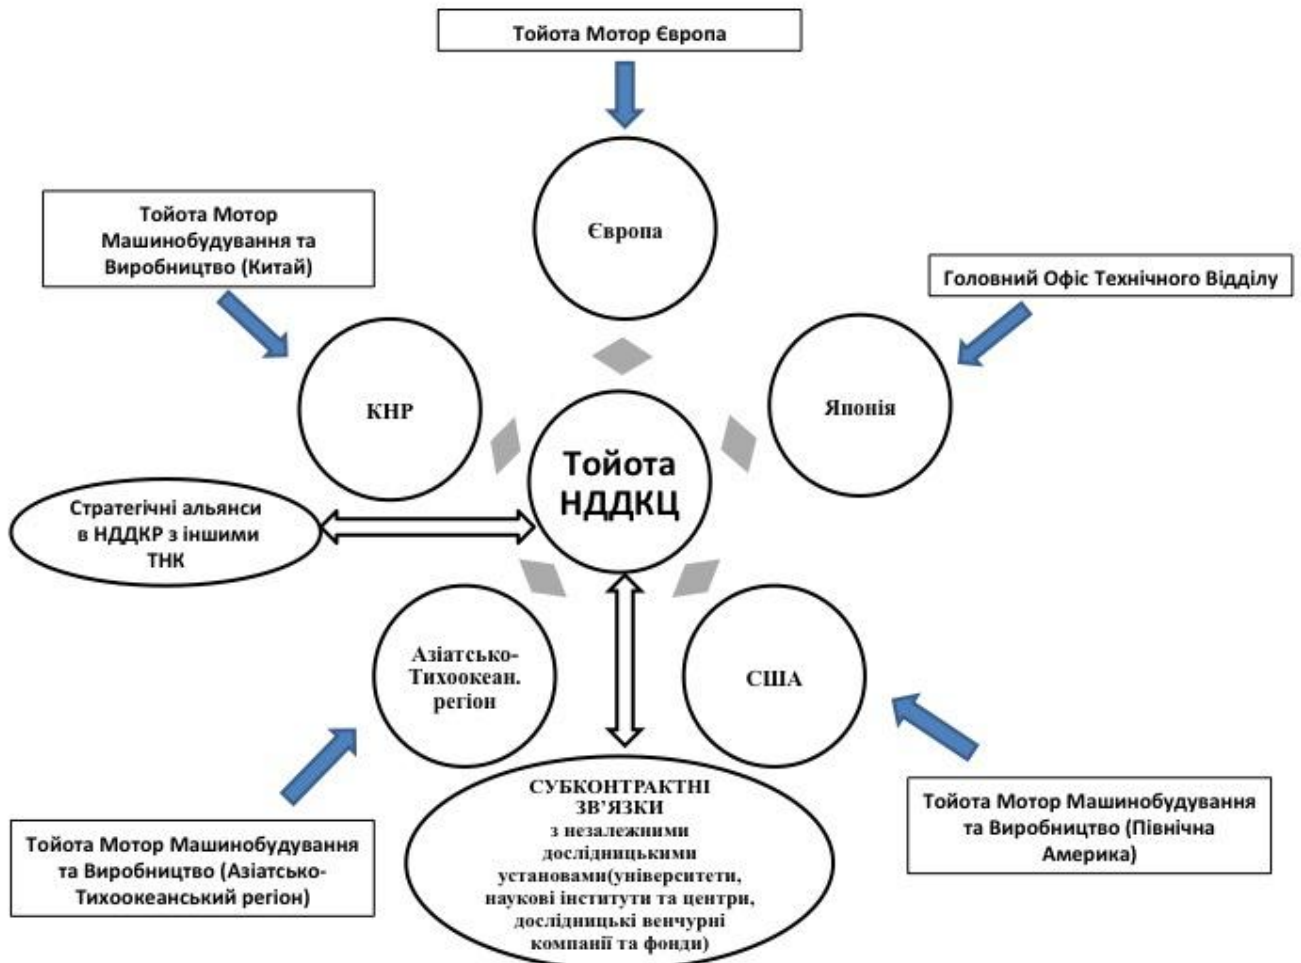 Тойота Мотор Європа
Тойота Мотор
Машинобудування та
Виробництво (Китай)
Європа
Головний Офіс Технічного Відділу
КНР
Японія
Тойота
НДДКЦ
Стратегічні альянси
в НДДКР з іншими
ТНК
Азіатсько-
Тихоокеан.
регіон
США
СУБКОНТРАКТНІ
ЗВ’ЯЗКИ
з незалежними
дослідницькими
установами(університети,
наукові інститути та центри,
дослідницькі венчурні
компанії та фонди)
Тойота Мотор Машинобудування
та Виробництво (Північна
Америка)
Тойота Мотор Машинобудування
та Виробництво (Азіатсько-
Тихоокеанський регіон)